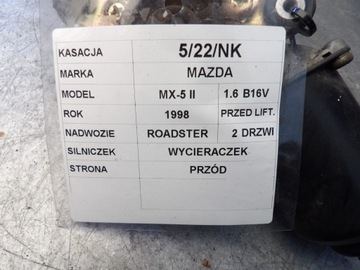 KASACJA 5/22/NK
MARKA MAZDA
MODEL MX-5 II 1.6 B16V
ROK 1998 PRZED LIFT.
NADWOZIE ROADSTER 2 DRZWI
SILNICZEK WYCIERACZEK
STRONA PRZÓD